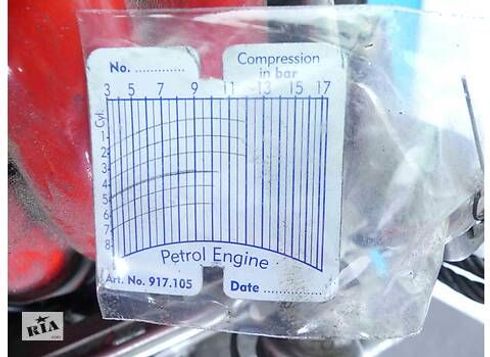 No. ............
Compression
in bar
3 5 7 9 11 13 15 17
Cyl.
1
2
3
4
5
6
7
8
Petrol Engine
Art. No. 917.105
Date ............
RIA
.com